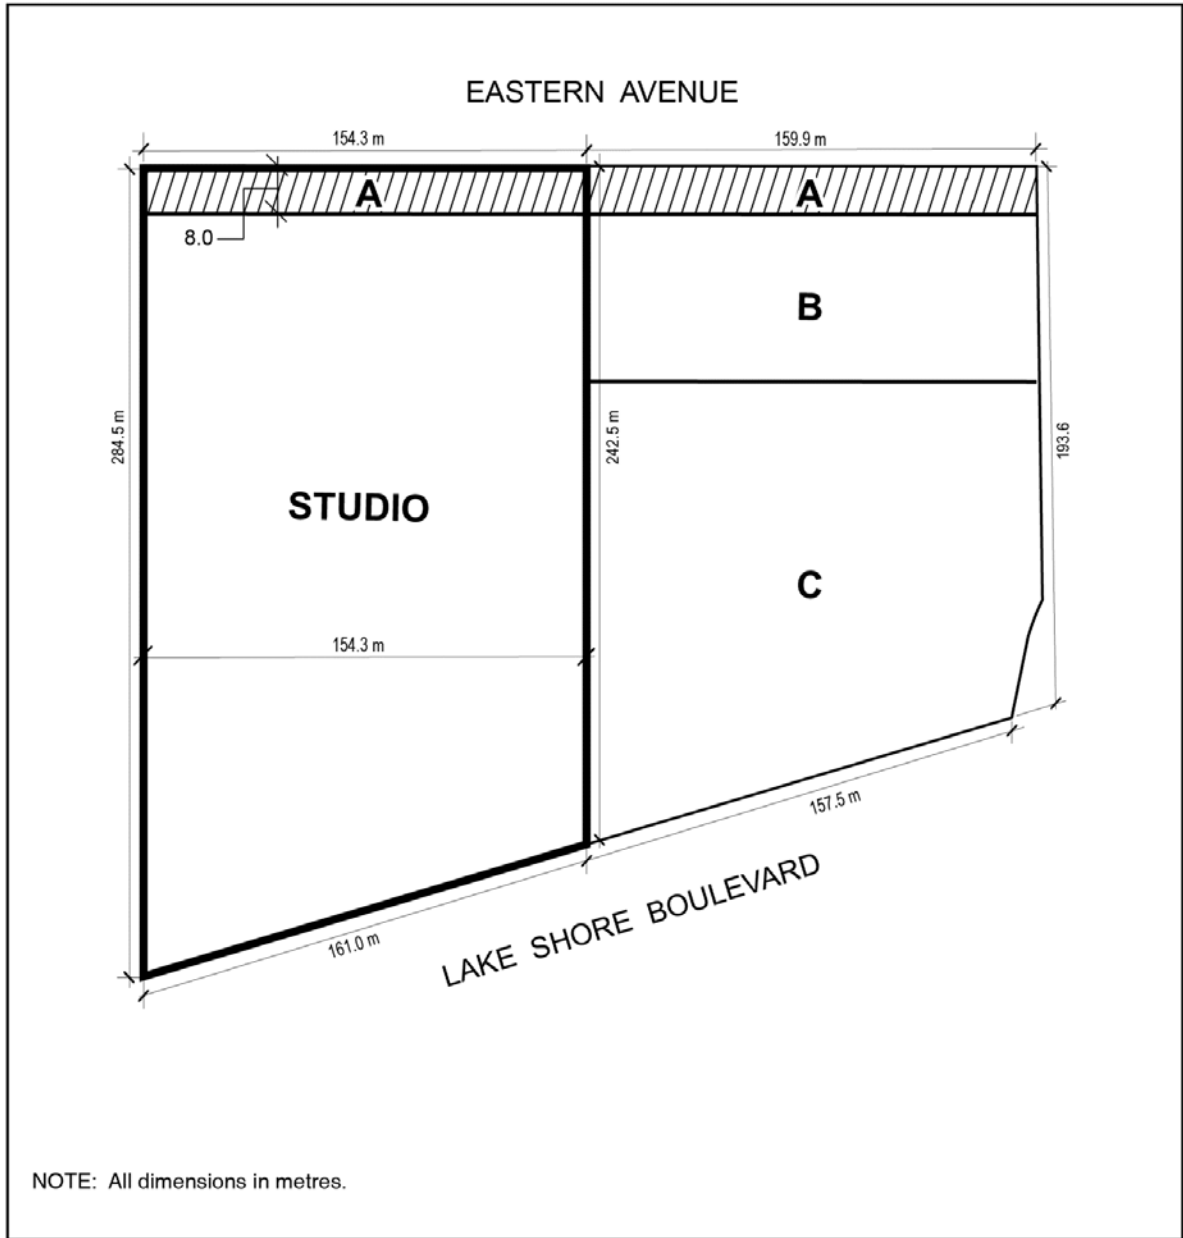 EASTERN AVENUE
154.3 m
159.9 m
A
A
8.0
B
284.5 m
242.5 m
193.6
STUDIO
C
154.3 m
157.5 m
161.0 m
LAKE SHORE BOULEVARD
NOTE: All dimensions in metres.